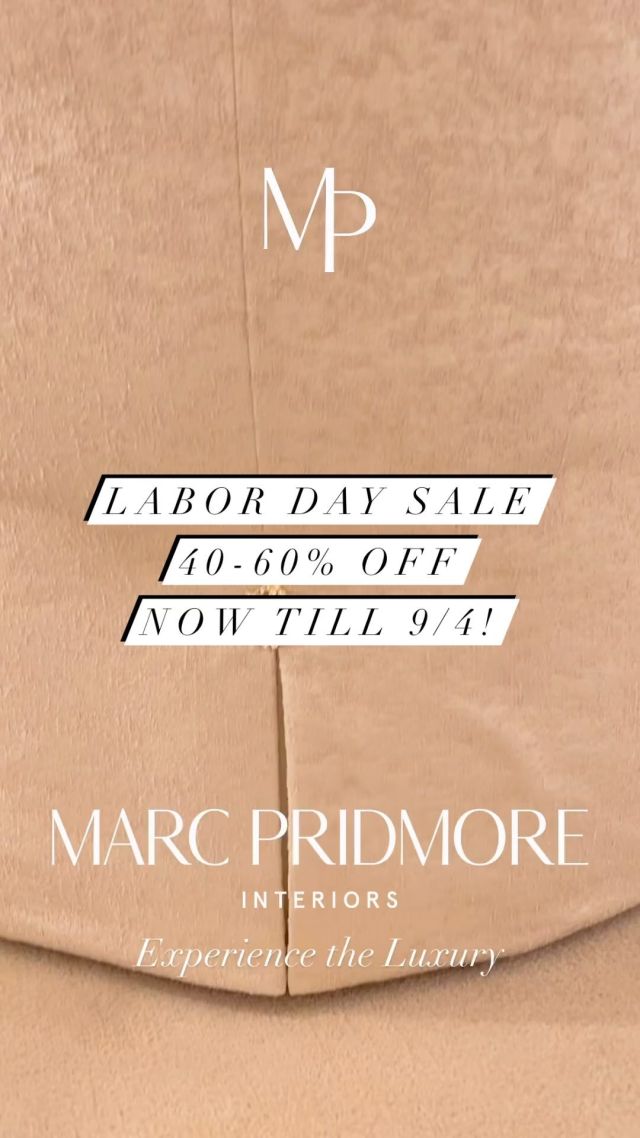 MP
LABOR DAY SALE
40-60% OFF
NOW TILL 9/4!
MARC PRIDMORE
INTERIORS
Experience the Luxury